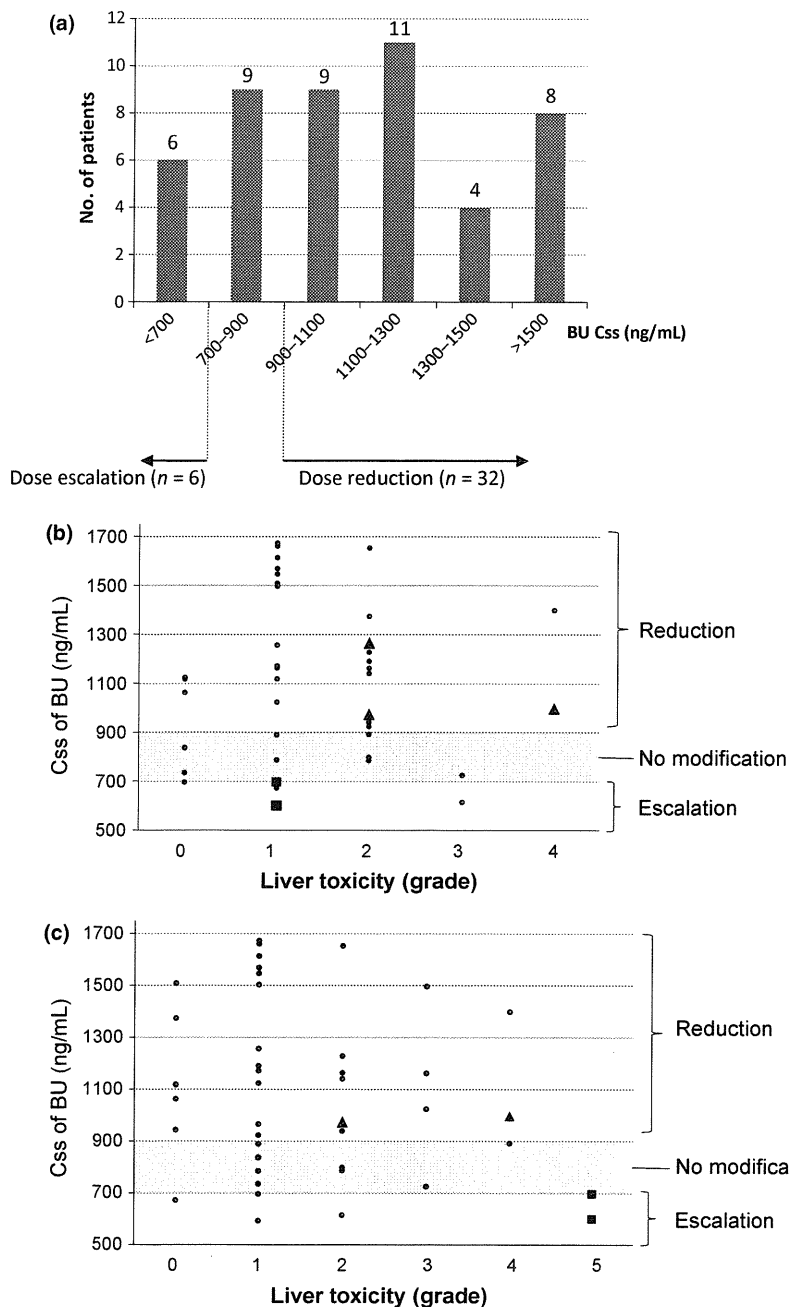 (a)
12
10
8
6
4
2
0
No. of patients
6
9
9
11
4
8
<700
700–900
900–1100
1100–1300
1300–1500
>1500
BU Css (ng/mL)
Dose escalation (n = 6)
Dose reduction (n = 32)
(b)
1700
1500
1300
1100
900
700
500
Css of BU (ng/mL)
Reduction
No modification
Escalation
0 1 2 3 4
Liver toxicity (grade)
(c)
1700
1500
1300
1100
900
700
500
Css of BU (ng/mL)
Reduction
No modifica
Escalation
0 1 2 3 4 5
Liver toxicity (grade)